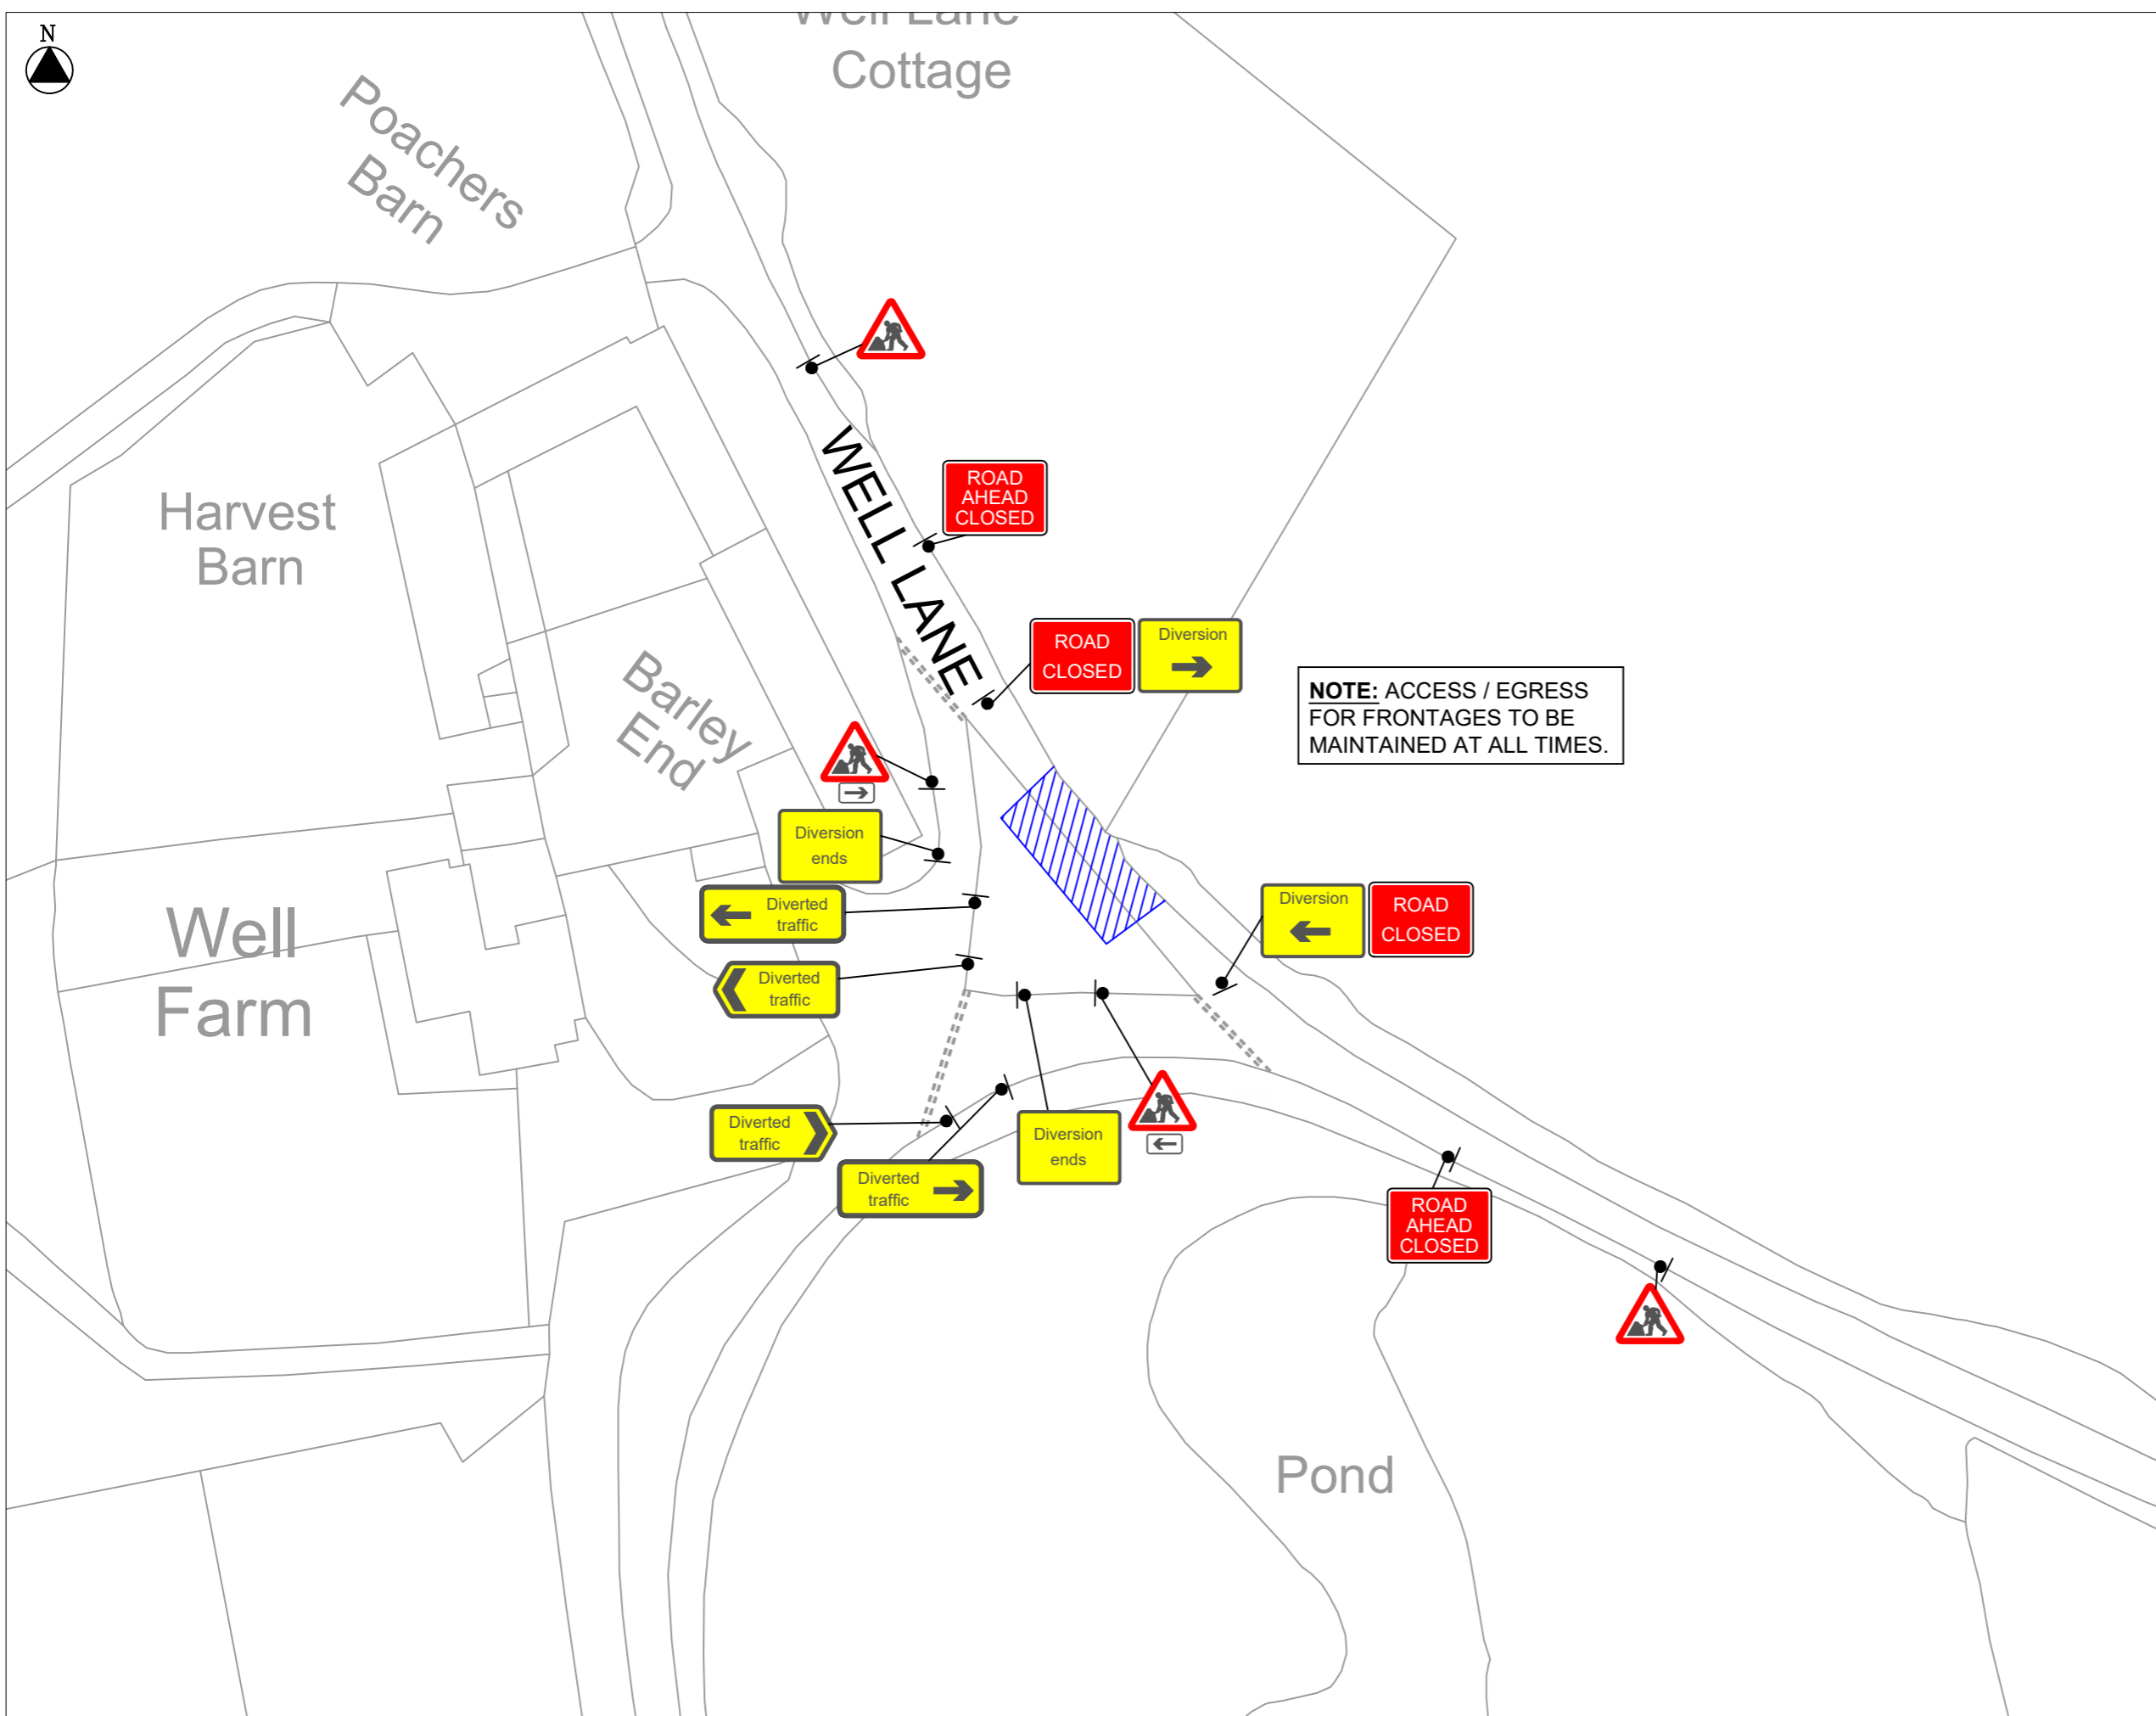 N
Well Lane
Cottage
Poachers
Barn
Harvest
Barn
WELL LANE
ROAD
AHEAD
CLOSED
ROAD
CLOSED
Diversion
NOTE: ACCESS / EGRESS
FOR FRONTAGES TO BE
MAINTAINED AT ALL TIMES.
Barley
End
Diversion
ends
Diverted
traffic
Diverted
traffic
Diversion
ROAD
CLOSED
Well
Farm
Diverted
traffic
Diverted
traffic
Diversion
ends
ROAD
AHEAD
CLOSED
Pond